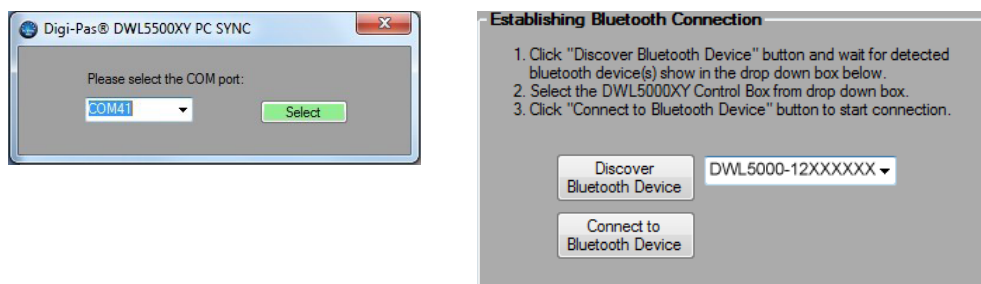 Digi-Pas® DWL5500XY PC SYNC
Please select the COM port:
COM41
Select
Establishing Bluetooth Connection
1. Click "Discover Bluetooth Device" button and wait for detected
bluetooth device(s) show in the drop down box below.
2. Select the DWL5000XY Control Box from drop down box.
3. Click "Connect to Bluetooth Device" button to start connection.
Discover
Bluetooth Device
DWL5000-12XXXXXX
Connect to
Bluetooth Device